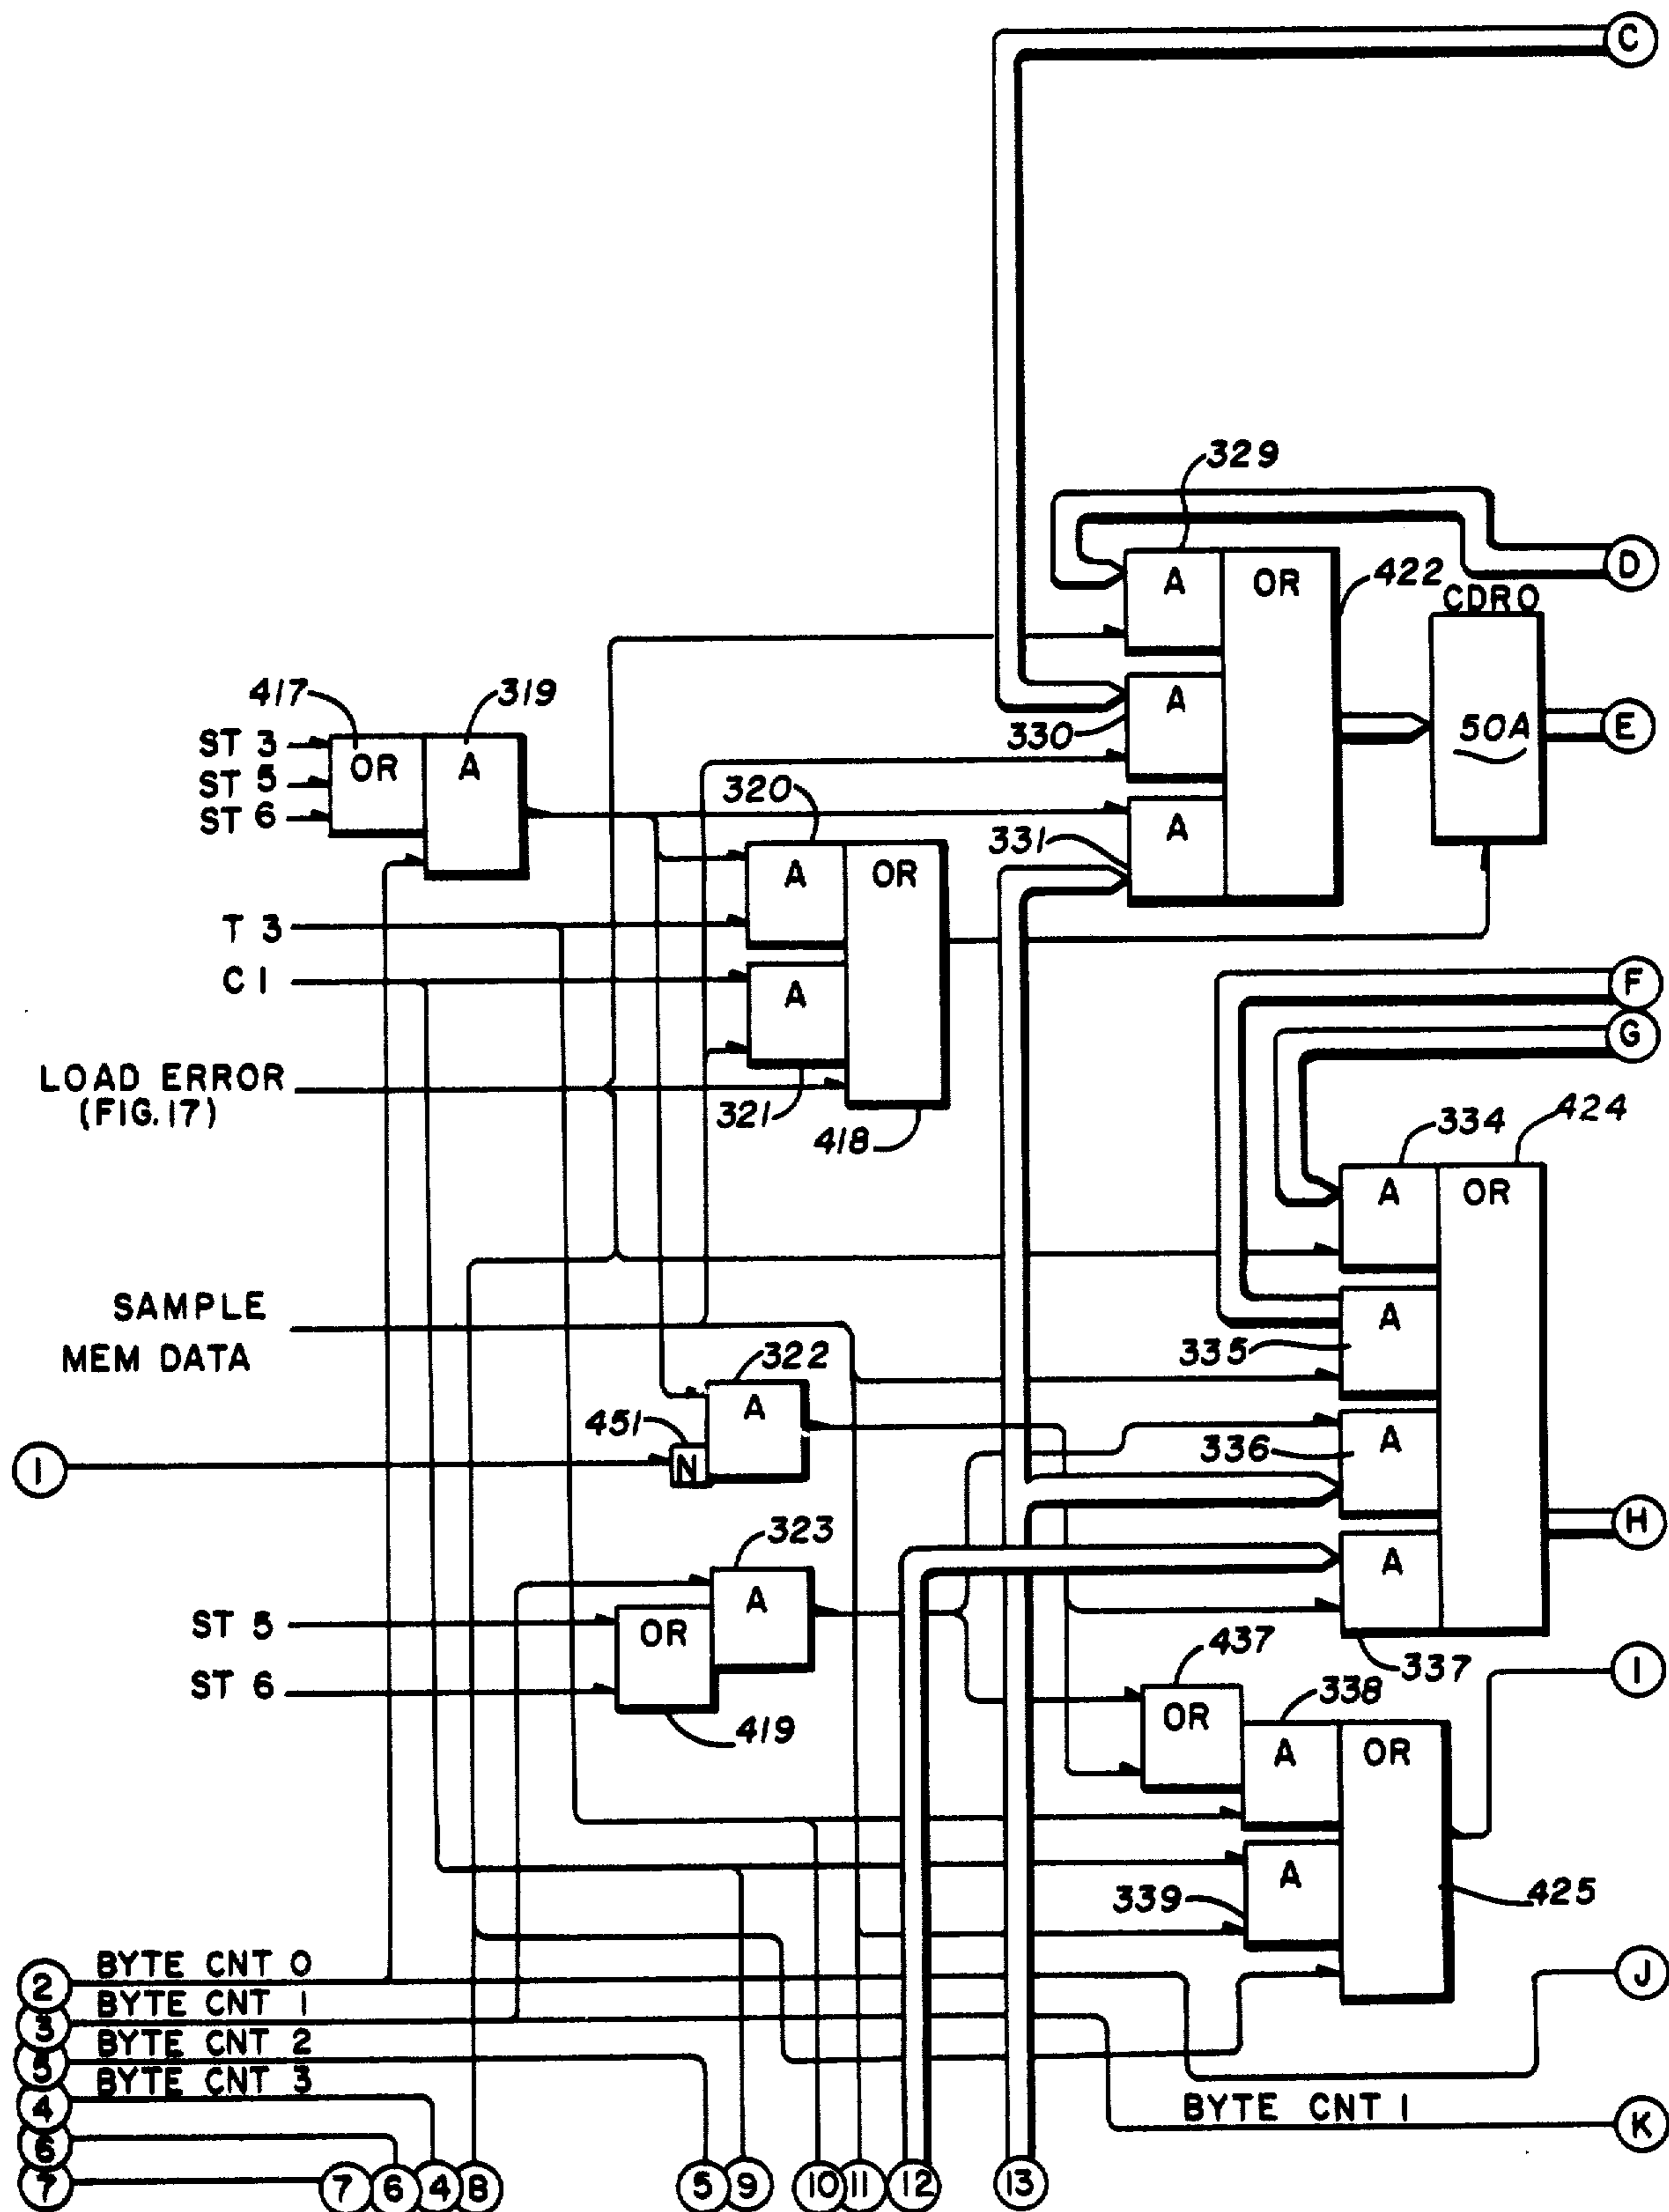 C
329
A
OR
422
D
CDRO
417
319
ST 3
ST 5
ST 6
OR
A
A
330
50A
E
320
331
A
A
OR
T 3
C 1
A
F
G
LOAD ERROR
(FIG. 17)
321
418
334
424
A
OR
SAMPLE
MEM DATA
322
A
335
A
451
N
1
336
A
H
323
A
A
ST 5
OR
ST 6
419
437
337
OR
338
I
A
OR
A
339
425
BYTE CNT 0
2
J
BYTE CNT 1
3
BYTE CNT 2
BYTE CNT 3
4
BYTE CNT 1
K
7
7
6
4
8
5
9
10
11
12
13